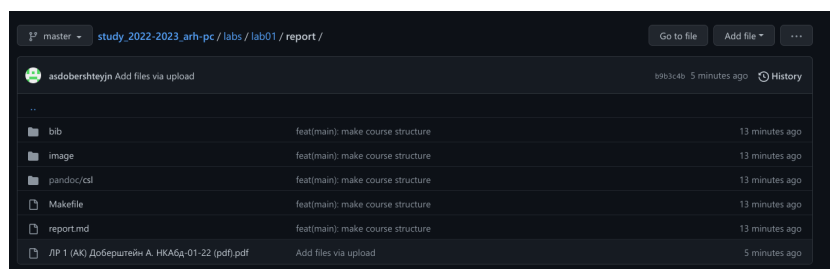 master study_2022-2023_arh-pc / labs / lab01 / report / Go to file Add file ...
asdobershteyjn Add files via upload b9b3c4b 5 minutes ago History
..
bib feat(main): make course structure 13 minutes ago
image feat(main): make course structure 13 minutes ago
pandoc/csl feat(main): make course structure 13 minutes ago
Makefile feat(main): make course structure 13 minutes ago
report.md feat(main): make course structure 13 minutes ago
ЛР 1 (АК) Доберштейн А. НКАбд-01-22 (pdf).pdf Add files via upload 5 minutes ago